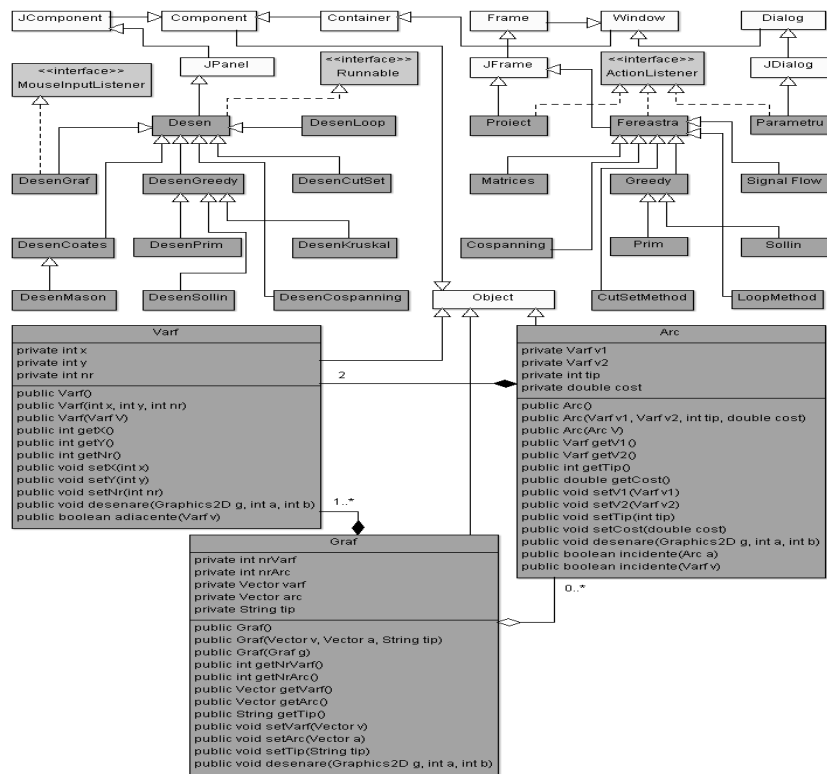 JComponent
Component
Container
Frame
Window
Dialog
<<interface>>
MouseInputListener
JPanel
<<interface>>
Runnable
JFrame
<<interface>>
ActionListener
JDialog
Desen
DesenLoop
Proiect
Fereastra
Parametru
DesenGraf
DesenGreedy
DesenCutSet
Matrices
Greedy
Signal Flow
DesenCoates
DesenPrim
DesenKruskal
Cospanning
Prim
Sollin
DesenMason
DesenSollin
DesenCospanning
Object
CutSetMethod
LoopMethod
Varf
private int x
private int y
private int nr
public Varf()
public Varf(int x, int y, int nr)
public Varf(Varf V)
public int getX()
public int getY()
public int getNr()
public void setX(int x)
public void setY(int y)
public void setNr(int nr)
public void desenare(Graphics2D g, int a, int b)
public boolean adiacente(Varf v)
2
1..*
Arc
private Varf v1
private Varf v2
private int tip
private double cost
public Arc()
public Arc(Varf v1, Varf v2, int tip, double cost)
public Arc(Arc V)
public Varf getV1()
public Varf getV2()
public int getTip()
public double getCost()
public void setV1(Varf v1)
public void setV2(Varf v2)
public void setTip(int tip)
public void setCost(double cost)
public void desenare(Graphics2D g, int a, int b)
public boolean incidente(Arc a)
public boolean incidente(Varf v)
0..*
Graf
private int nrVarf
private int nrArc
private Vector varf
private Vector arc
private String tip
public Graf()
public Graf(Vector v, Vector a, String tip)
public Graf(Graf g)
public int getNrVarf()
public int getNrArc()
public Vector getVarf()
public Vector getArc()
public String getTip()
public void setVarf(Vector v)
public void setArc(Vector a)
public void setTip(String tip)
public void desenare(Graphics2D g, int a, int b)